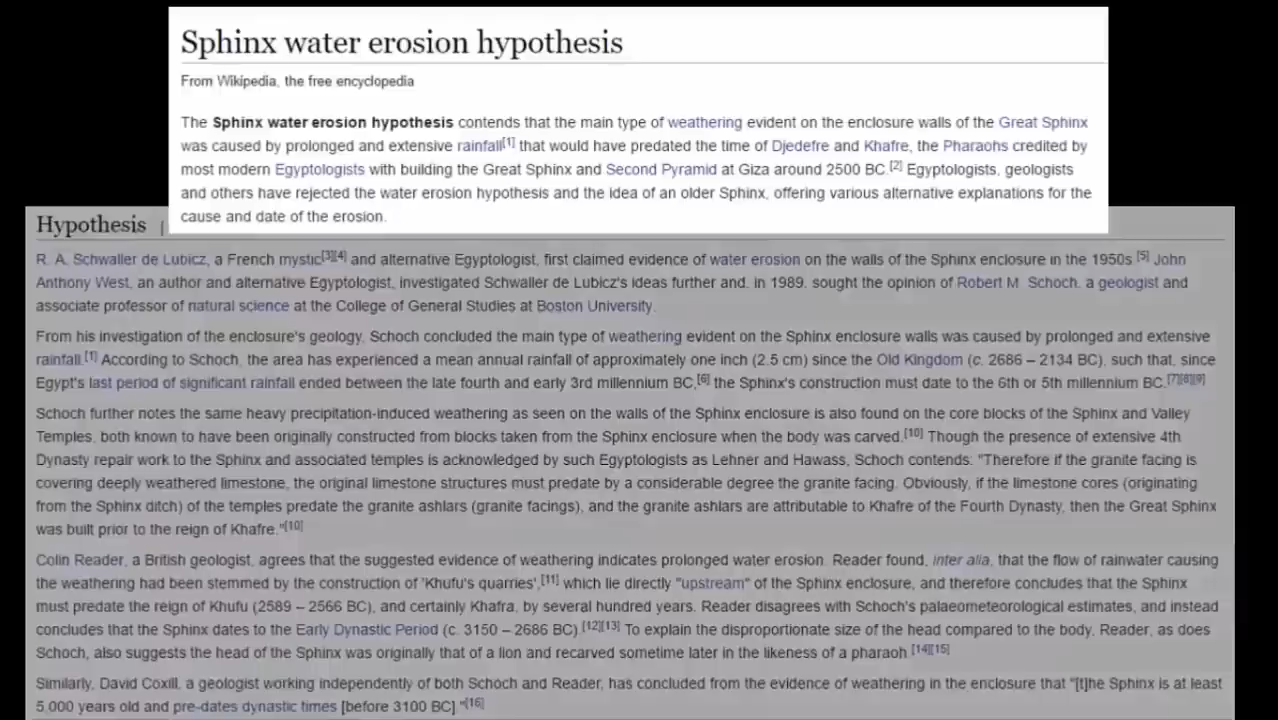 Sphinx water erosion hypothesis
From Wikipedia, the free encyclopedia
The Sphinx water erosion hypothesis contends that the main type of weathering evident on the enclosure walls of the Great Sphinx
was caused by prolonged and extensive rainfall[1] that would have predated the time of Djedefre and Khafre, the Pharaohs credited by
most modern Egyptologists with building the Great Sphinx and Second Pyramid at Giza around 2500 BC.[2] Egyptologists, geologists
and others have rejected the water erosion hypothesis and the idea of an older Sphinx, offering various alternative explanations for the
cause and date of the erosion.
Hypothesis
R. A. Schwaller de Lubicz, a French mystic[3][4] and alternative Egyptologist, first claimed evidence of water erosion on the walls of the Sphinx enclosure in the 1950s.[5] John
Anthony West, an author and alternative Egyptologist, investigated Schwaller de Lubicz's ideas further and, in 1989, sought the opinion of Robert M. Schoch, a geologist and
associate professor of natural science at the College of General Studies at Boston University.
From his investigation of the enclosure's geology, Schoch concluded the main type of weathering evident on the Sphinx enclosure walls was caused by prolonged and extensive
rainfall.[1] According to Schoch, the area has experienced a mean annual rainfall of approximately one inch (2.5 cm) since the Old Kingdom (c. 2686 – 2134 BC), such that, since
Egypt's last period of significant rainfall ended between the late fourth and early 3rd millennium BC,[6] the Sphinx's construction must date to the 6th or 5th millennium BC.[7][8][9]
Schoch further notes the same heavy precipitation-induced weathering as seen on the walls of the Sphinx enclosure is also found on the core blocks of the Sphinx and Valley
Temples, both known to have been originally constructed from blocks taken from the Sphinx enclosure when the body was carved.[10] Though the presence of extensive 4th
Dynasty repair work to the Sphinx and associated temples is acknowledged by such Egyptologists as Lehner and Hawass, Schoch contends: "Therefore if the granite facing is
covering deeply weathered limestone, the original limestone structures must predate by a considerable degree the granite facing. Obviously, if the limestone cores (originating
from the Sphinx ditch) of the temples predate the granite ashlars (granite facings), and the granite ashlars are attributable to Khafre of the Fourth Dynasty, then the Great Sphinx
was built prior to the reign of Khafre."[10]
Colin Reader, a British geologist, agrees that the suggested evidence of weathering indicates prolonged water erosion. Reader found, inter alia, that the flow of rainwater causing
the weathering had been stemmed by the construction of 'Khufu's quarries',[11] which lie directly "upstream" of the Sphinx enclosure, and therefore concludes that the Sphinx
must predate the reign of Khufu (2589 – 2566 BC), and certainly Khafra, by several hundred years. Reader disagrees with Schoch's palaeometeorological estimates, and instead
concludes that the Sphinx dates to the Early Dynastic Period (c. 3150 – 2686 BC).[12][13] To explain the disproportionate size of the head compared to the body, Reader, as does
Schoch, also suggests the head of the Sphinx was originally that of a lion and recarved sometime later in the likeness of a pharaoh.[14][15]
Similarly, David Coxill, a geologist working independently of both Schoch and Reader, has concluded from the evidence of weathering in the enclosure that "[t]he Sphinx is at least
5,000 years old and pre-dates dynastic times [before 3100 BC]."[16]